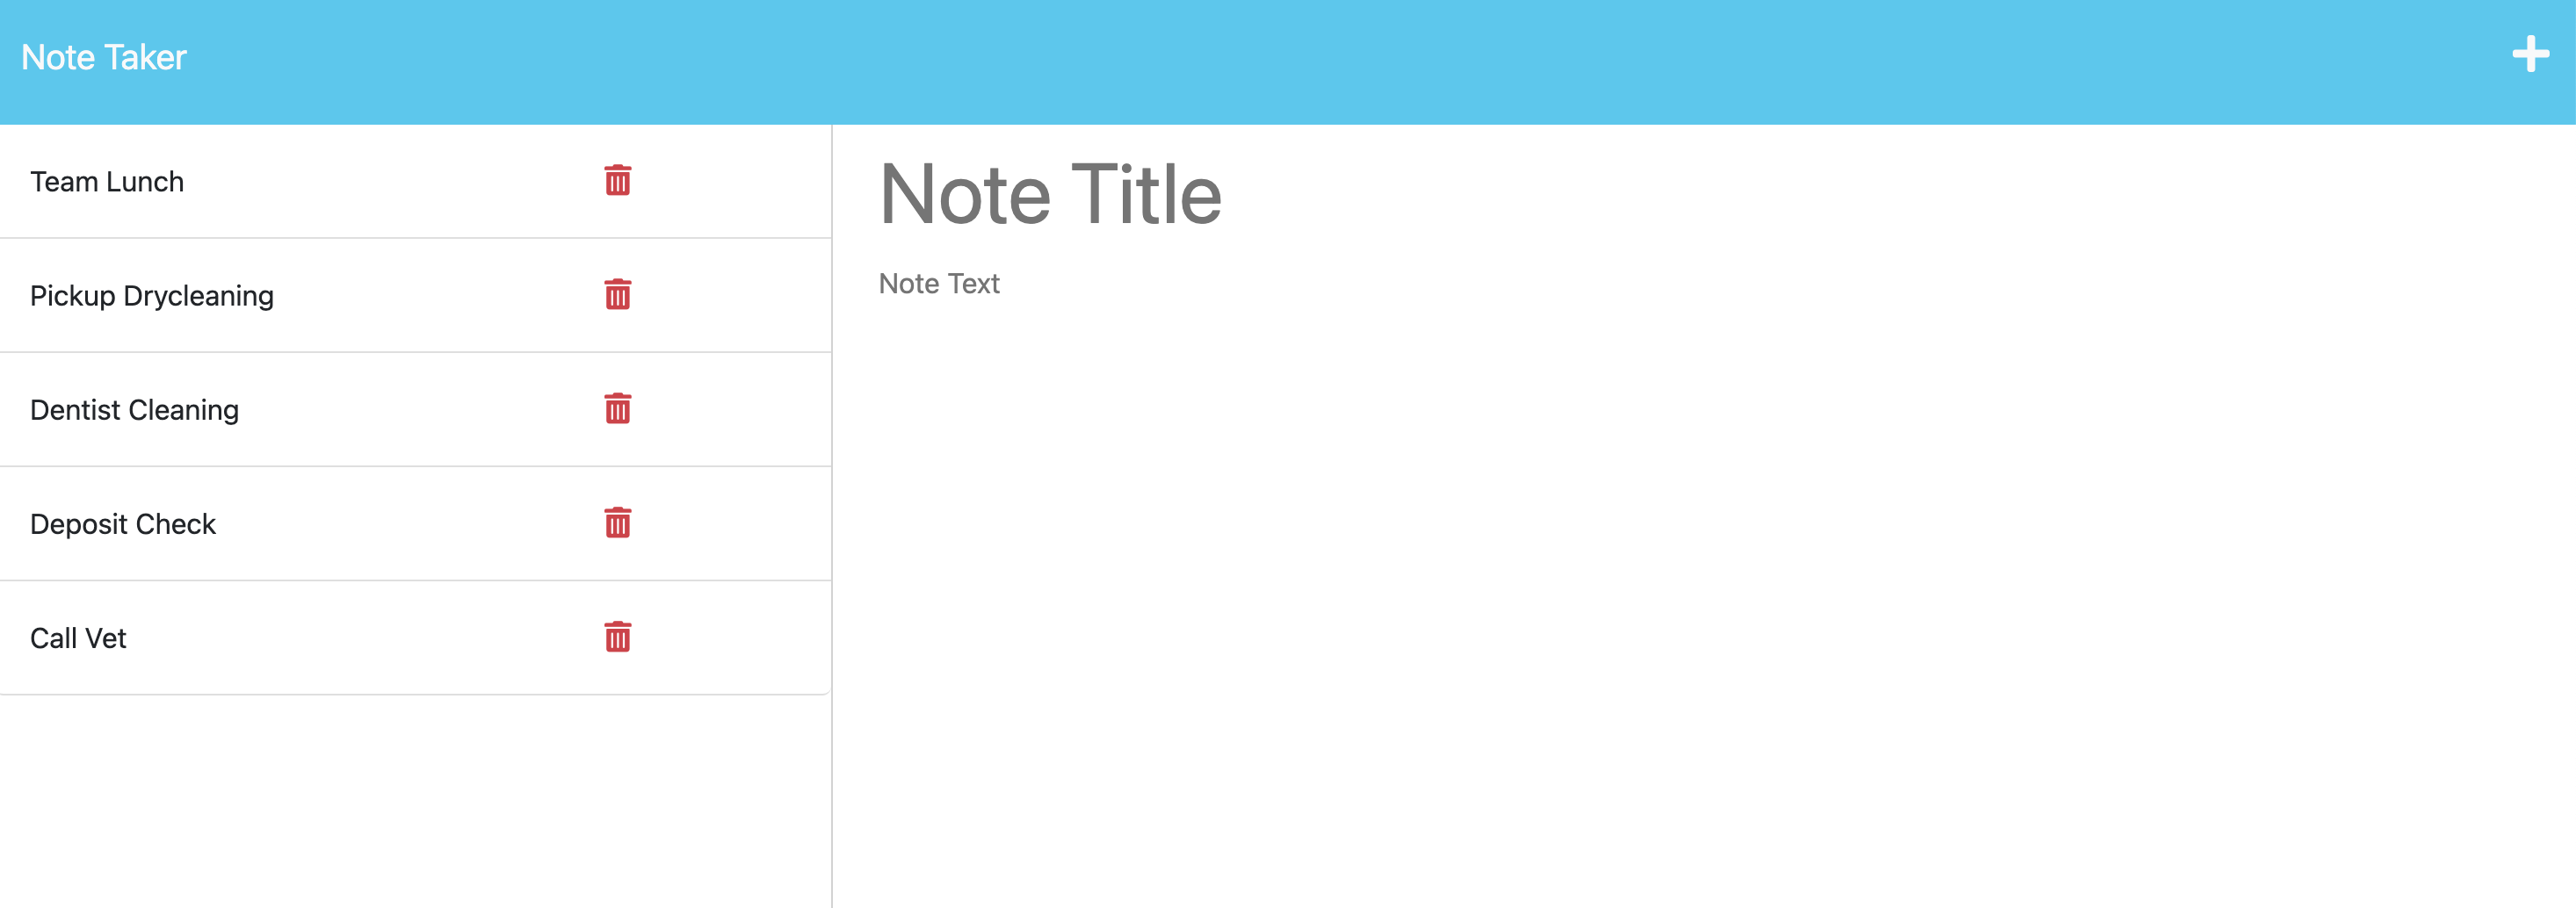 Note Taker
Team Lunch
Pickup Drycleaning
Dentist Cleaning
Deposit Check
Call Vet
Note Title
Note Text